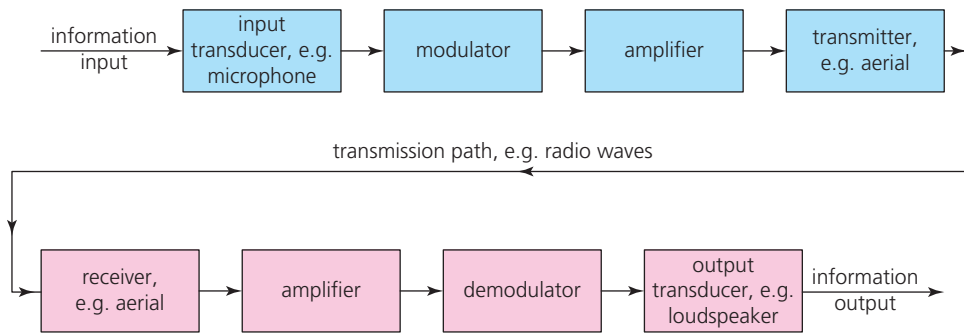 information
input
input
transducer, e.g.
microphone
modulator
amplifier
transmitter,
e.g. aerial
transmission path, e.g. radio waves
receiver,
e.g. aerial
amplifier
demodulator
output
transducer, e.g.
loudspeaker
information
output